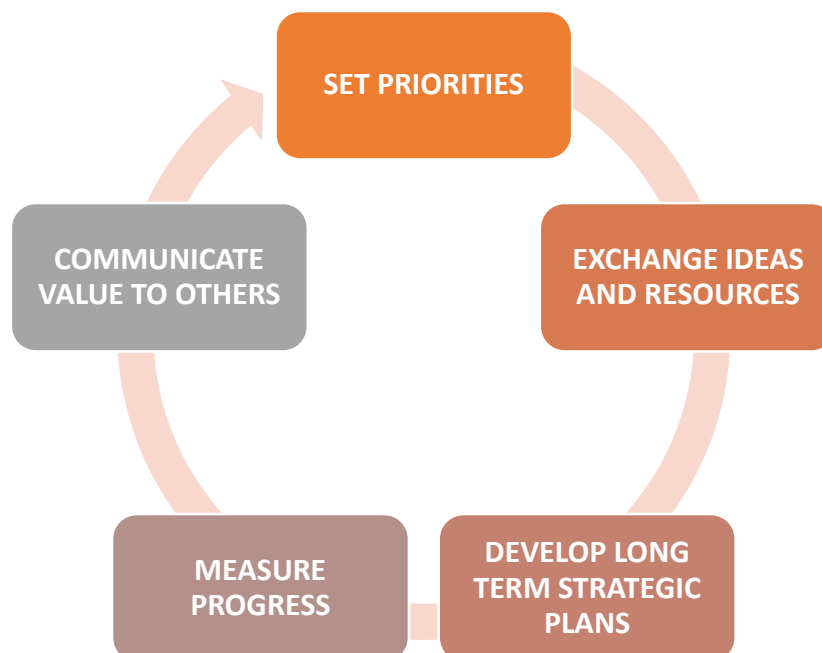 SET PRIORITIES
EXCHANGE IDEAS
AND RESOURCES
DEVELOP LONG
TERM STRATEGIC
PLANS
MEASURE
PROGRESS
COMMUNICATE
VALUE TO OTHERS